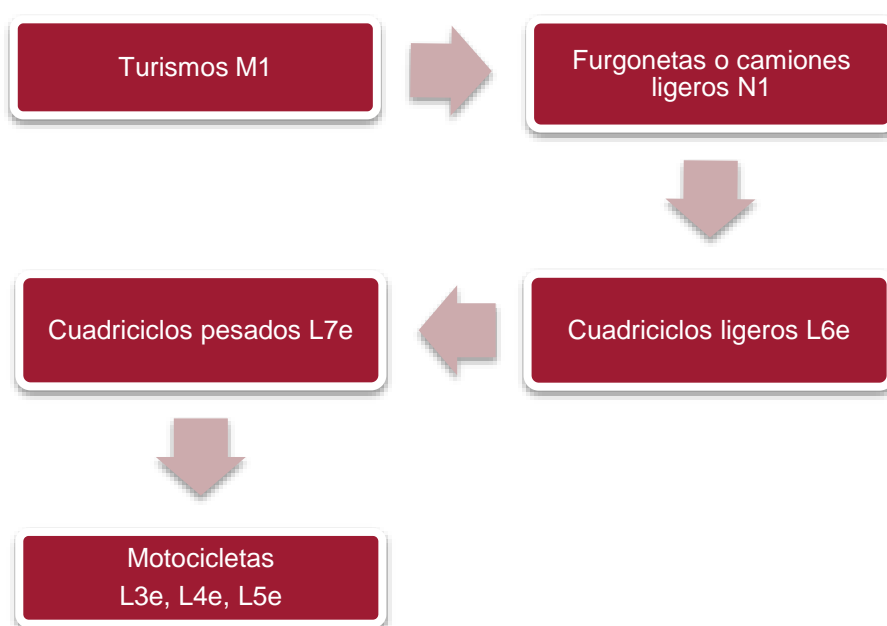 Turismos M1
Furgonetas o camiones
ligeros N1
Cuadriciclos ligeros L6e
Cuadriciclos pesados L7e
Motocicletas
L3e, L4e, L5e